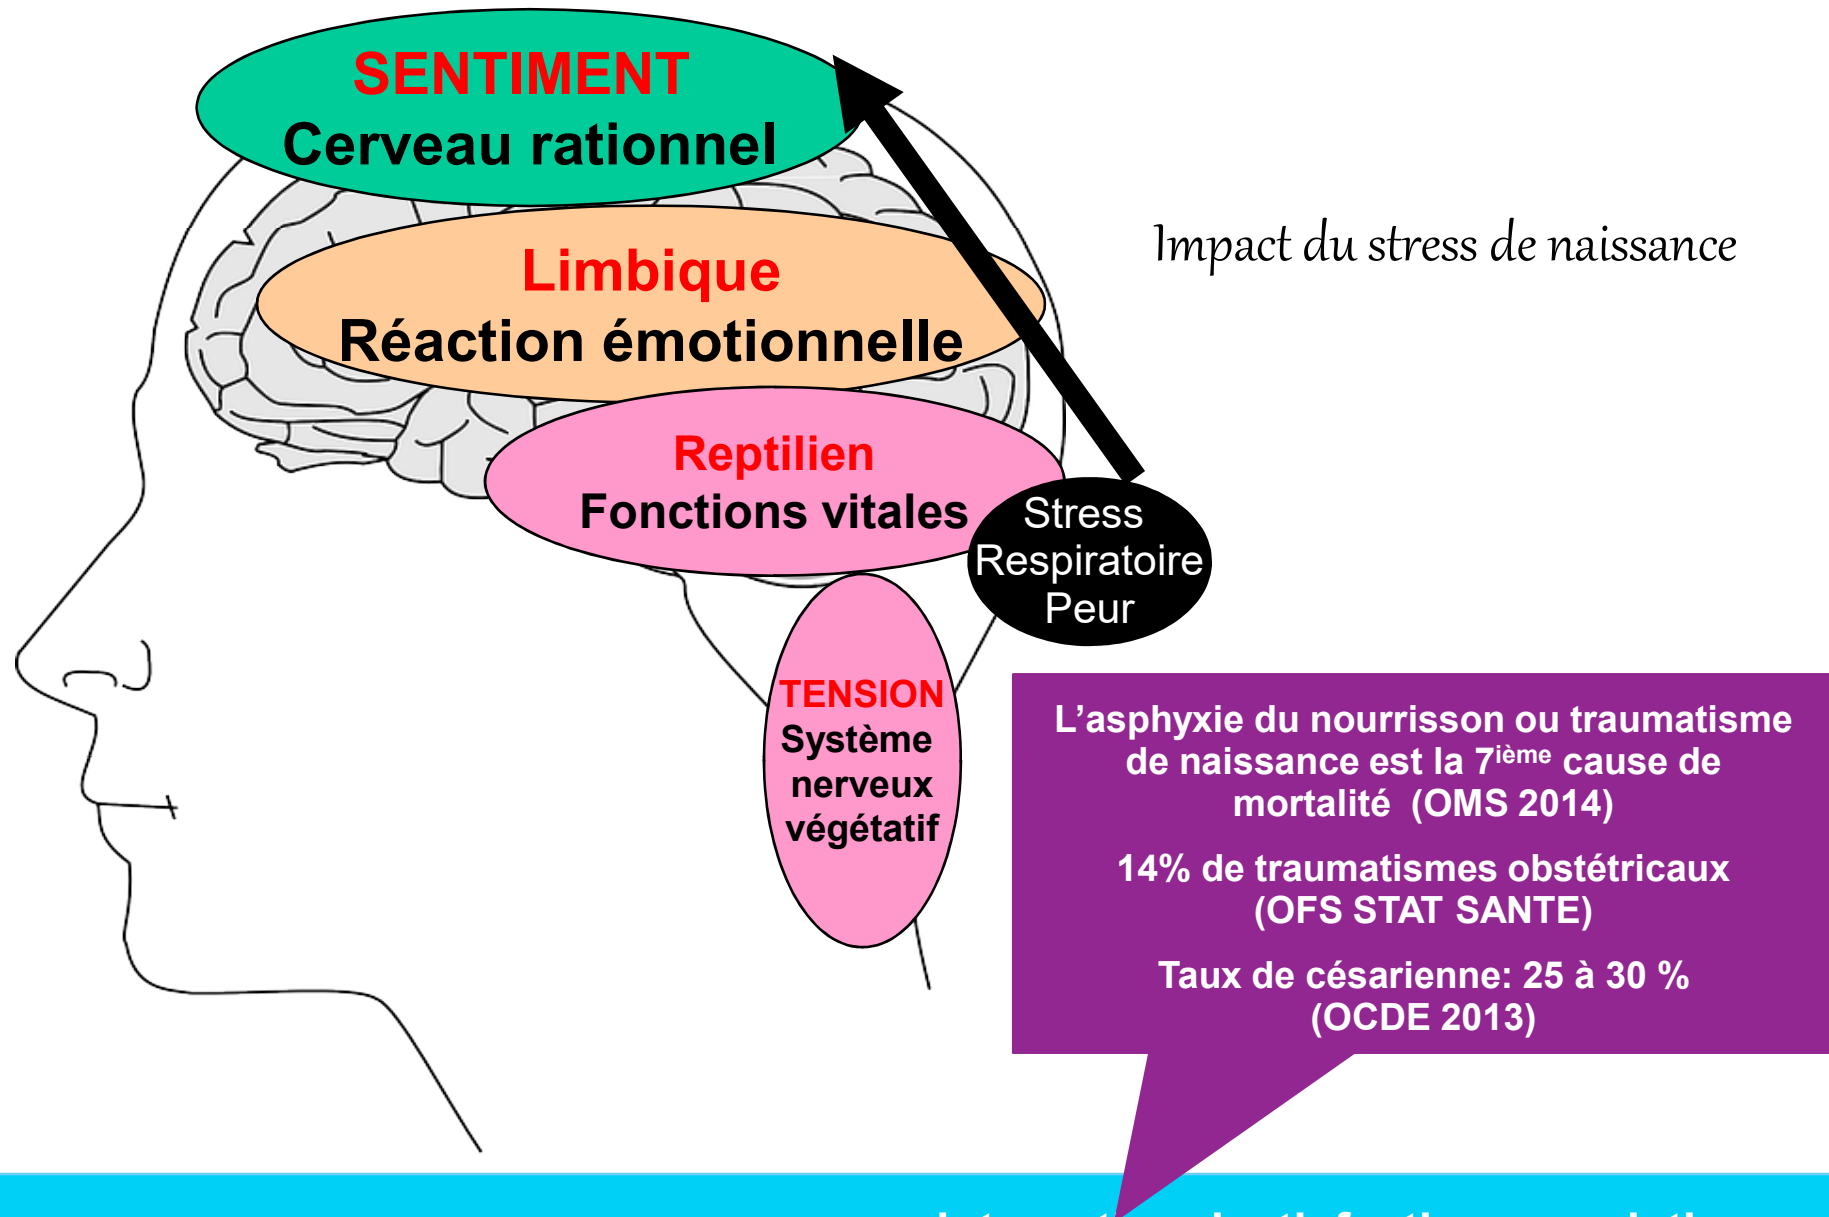 SENTIMENT
Cerveau rationnel
Impact du stress de naissance
Limbique
Réaction émotionnelle
Reptilien
Fonctions vitales
Stress
Respiratoire
Peur
TENSION
Système
nerveux
végétatif
L’asphyxie du nourrisson ou traumatisme
de naissance est la 7ième cause de
mortalité (OMS 2014)
14% de traumatismes obstétricaux
(OFS STAT SANTE)
Taux de césarienne: 25 à 30 %
(OCDE 2013)